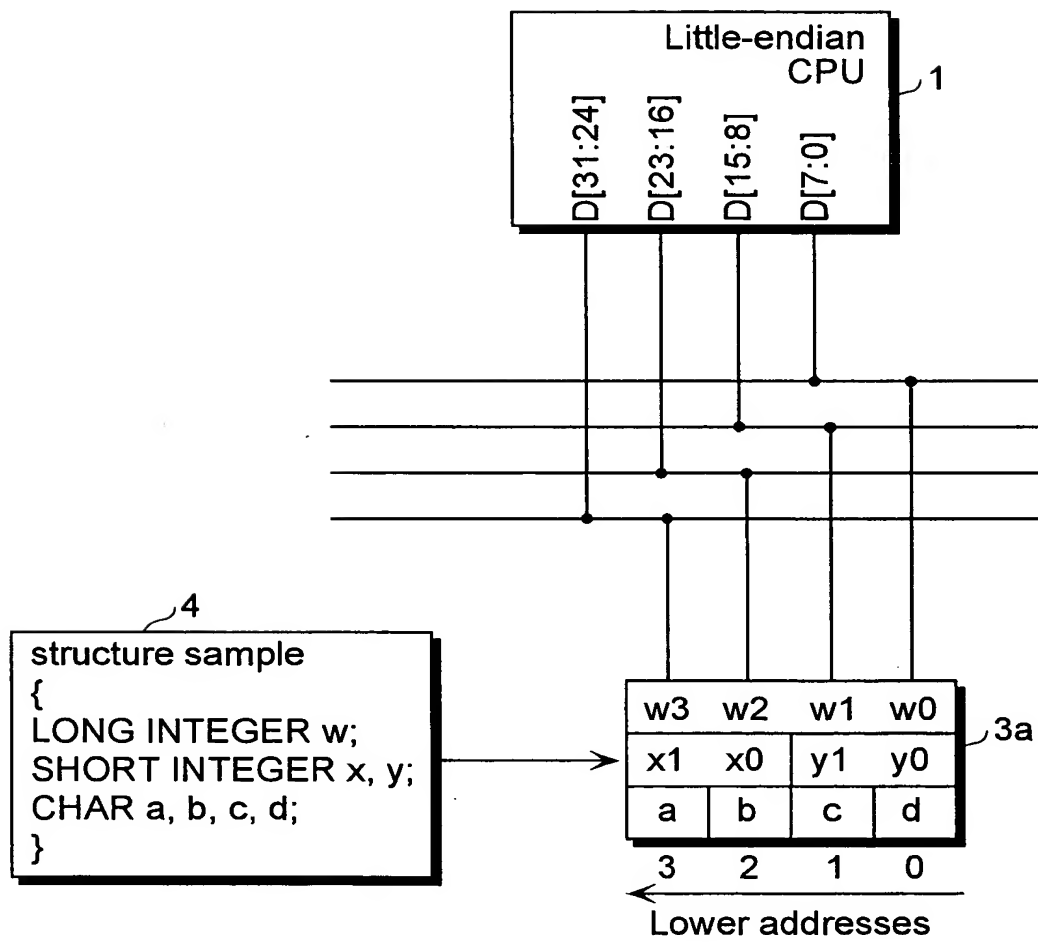 Little-endian
CPU
1
D[31:24]
D[23:16]
D[15:8]
D[7:0]
4
structure sample
{
LONG INTEGER w;
SHORT INTEGER x, y;
CHAR a, b, c, d;
}
w3 w2 w1 w0
3a
x1 x0 y1 y0
a b c d
3 2 1 0
Lower addresses